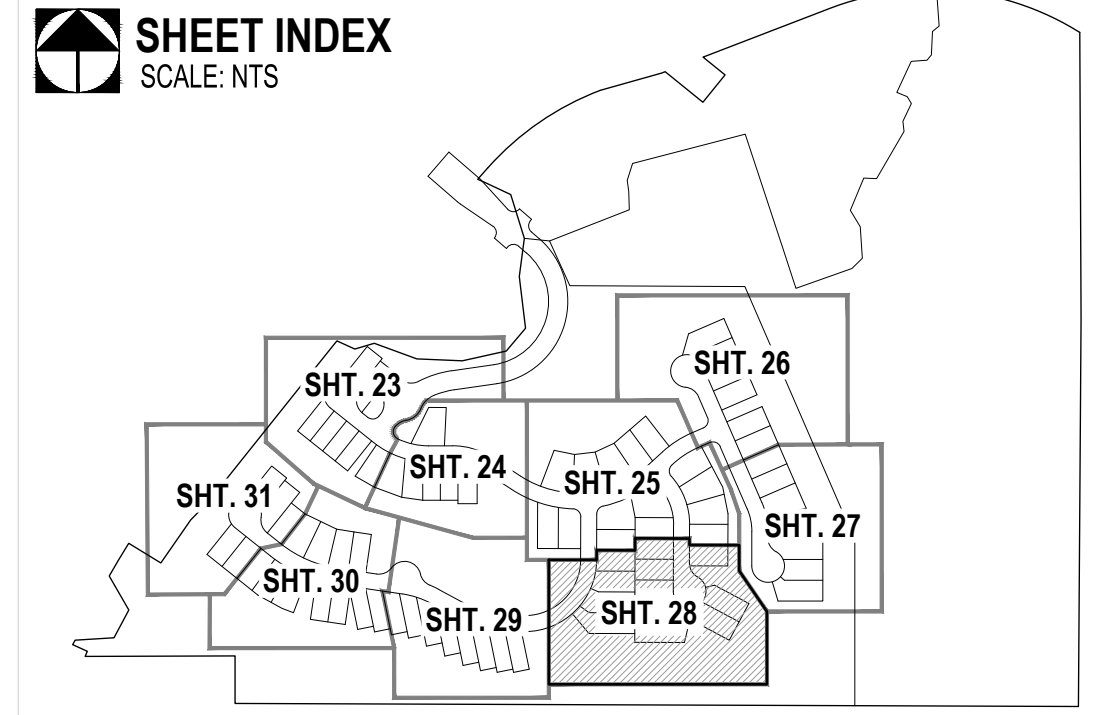 SHEET INDEX
SCALE: NTS
SHT. 26
SHT. 23
SHT. 24
SHT. 25
SHT. 31
SHT. 27
SHT. 30
SHT. 29
SHT. 28